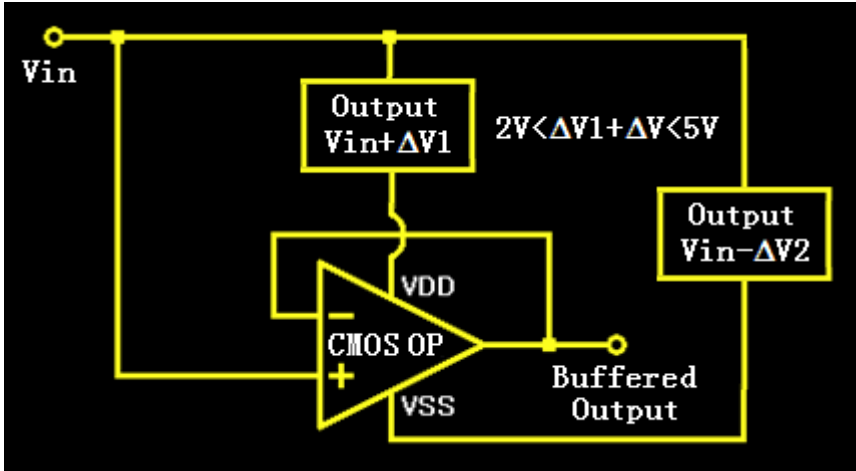 Vin
Output
Vin+ΔV1
2V<ΔV1+ΔV<5V
Output
Vin-ΔV2
VDD
-
CMOS OP
+
VSS
Buffered
Output